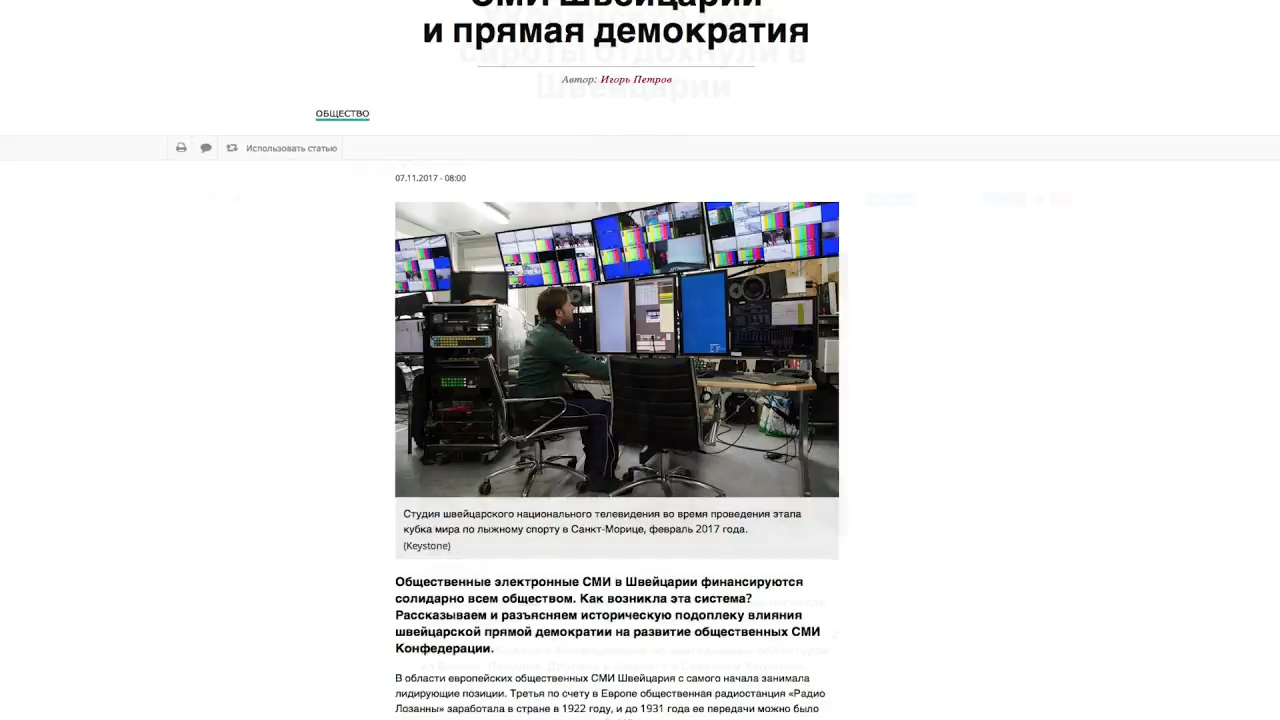 СМИ Швейцарии
и прямая демократия
Автор: Игорь Петров
ОБЩЕСТВО
Использовать статью
07.11.2017 - 08:00
Студия швейцарского национального телевидения во время проведения этапа
кубка мира по лыжному спорту в Санкт-Морице, февраль 2017 года.
(Keystone)
Общественные электронные СМИ в Швейцарии финансируются
солидарно всем обществом. Как возникла эта система?
Рассказываем и разъясняем историческую подоплеку влияния
швейцарской прямой демократии на развитие общественных СМИ
Конфедерации.
В области европейских общественных СМИ Швейцария с самого начала занимала
лидирующие позиции. Третья по счету в Европе общественная радиостанция «Радио
Лозанны» заработала в стране в 1922 году, и до 1931 года ее передачи можно было